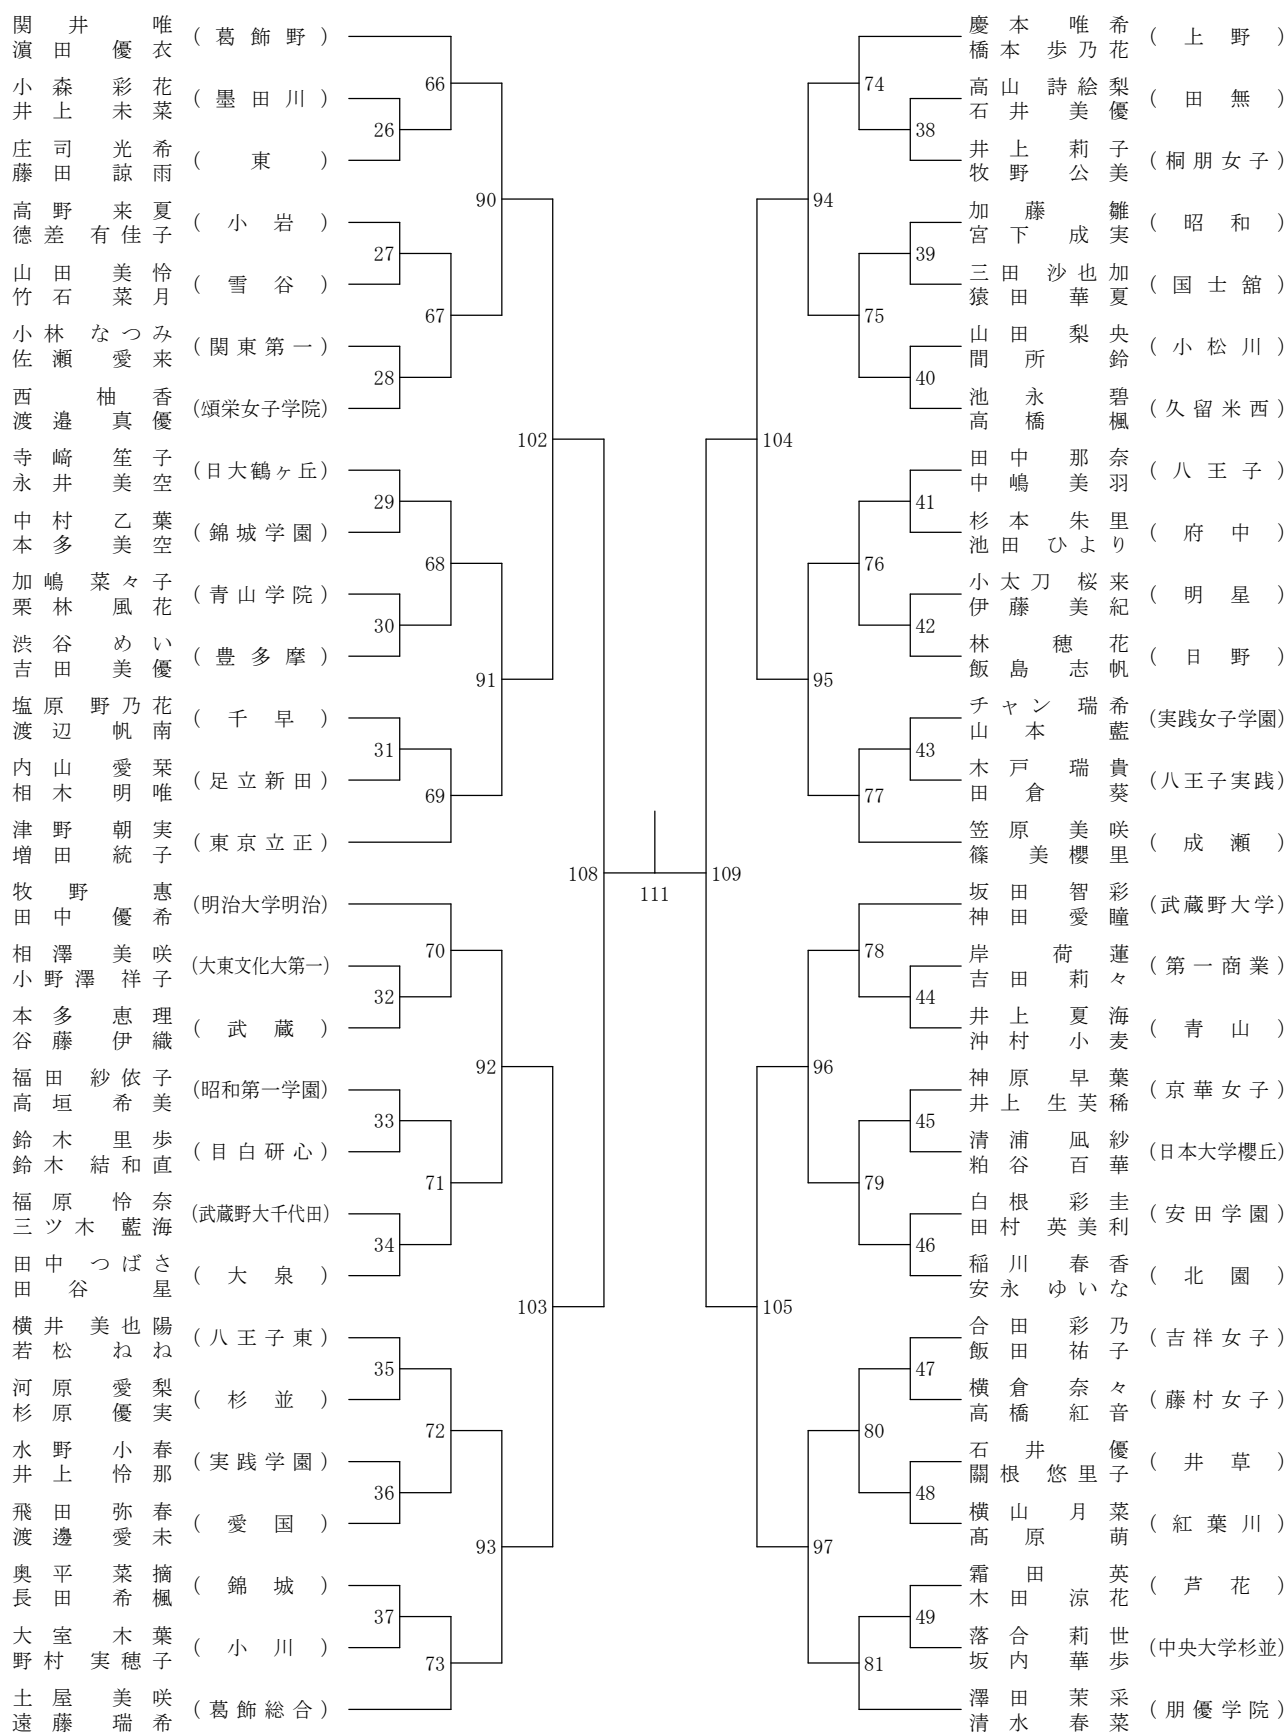 関井唯
濵田優衣
(葛飾野)
小森彩花
井上未菜
(墨田川)
庄司光希
藤田諒雨
(東)
高野来夏
德差有佳子
(小岩)
山田美怜
竹石菜月
(雪谷)
小林なつみ
佐瀬愛来
(関東第一)
西柚香
渡邉真優
(頌栄女子学院)
寺﨑笙子
永井美空
(日大鶴ヶ丘)
中村乙葉
本多美空
(錦城学園)
加嶋菜々子
栗林風花
(青山学院)
渋谷めい
吉田美優
(豊多摩)
塩原野乃花
渡辺帆南
(千早)
内山愛栞
相木明唯
(足立新田)
津野朝実
増田統子
(東京立正)
牧野恵
田中優希
(明治大学明治)
相澤美咲
小野澤祥子
(大東文化大第一)
本多恵理
谷藤伊織
(武蔵)
福田紗依子
高垣希美
(昭和第一学園)
鈴木里歩
鈴木結和直
(目白研心)
福原怜奈
三ツ木藍海
(武蔵野大千代田)
田中つばさ
田谷星
(大泉)
横井美也陽
若松ねね
(八王子東)
河原愛梨
杉原優実
(杉並)
水野小春
井上怜那
(実践学園)
飛田弥春
渡邊愛未
(愛国)
奥平菜摘
長田希楓
(錦城)
大室木葉
野村実穂子
(小川)
土屋美咲
遠藤瑞希
(葛飾総合)
66
26
90
27
67
28
102
29
68
30
91
31
69
108
70
32
92
33
71
34
103
35
72
36
93
37
73
111
74
38
94
39
75
40
104
41
76
42
95
43
77
109
78
44
96
45
79
46
105
47
80
48
97
49
81
慶本唯希
橋本歩乃花
(上野)
高山詩絵梨
石井美優
(田無)
井上莉子
牧野公美
(桐朋女子)
加藤雛
宮下成実
(昭和)
三田沙也加
猿田華夏
(国士舘)
山田梨央
間所鈴
(小松川)
池永碧
高橋楓
(久留米西)
田中那奈
中嶋美羽
(八王子)
杉本朱里
池田ひより
(府中)
小太刀桜来
伊藤美紀
(明星)
林穂花
飯島志帆
(日野)
チャン瑞希
山本藍
(実践女子学園)
木戸瑞貴
田倉葵
(八王子実践)
笠原美咲
篠美櫻里
(成瀬)
坂田智彩
神田愛瞳
(武蔵野大学)
岸荷蓮
吉田莉々
(第一商業)
井上夏海
沖村小麦
(青山)
神原早葉
井上生芙稀
(京華女子)
清浦凪紗
粕谷百華
(日本大学櫻丘)
白根彩圭
田村英美利
(安田学園)
稲川春香
安永ゆいな
(北園)
合田彩乃
飯田祐子
(吉祥女子)
横倉奈々
高橋紅音
(藤村女子)
石井優
關根悠里子
(井草)
横山月菜
髙原萌
(紅葉川)
霜田英
木田涼花
(芦花)
落合莉世
坂内華歩
(中央大学杉並)
澤田茉采
清水春菜
(朋優学院)